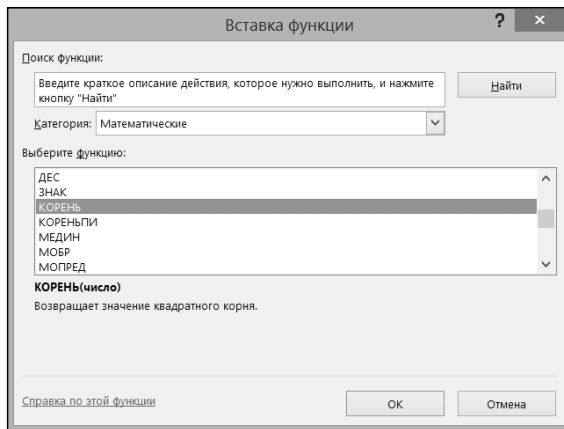 Вставка функции
? ×
Поиск функции:
Введите краткое описание действия, которое нужно выполнить, и нажмите
кнопку "Найти"
Найти
Категория: Математические
Выберите функцию:
ДЕС
ЗНАК
КОРЕНЬ
КОРЕНЬПИ
МЕДИН
МОБР
МОПРЕД
КОРЕНЬ(число)
Возвращает значение квадратного корня.
Справка по этой функции
ОК
Отмена